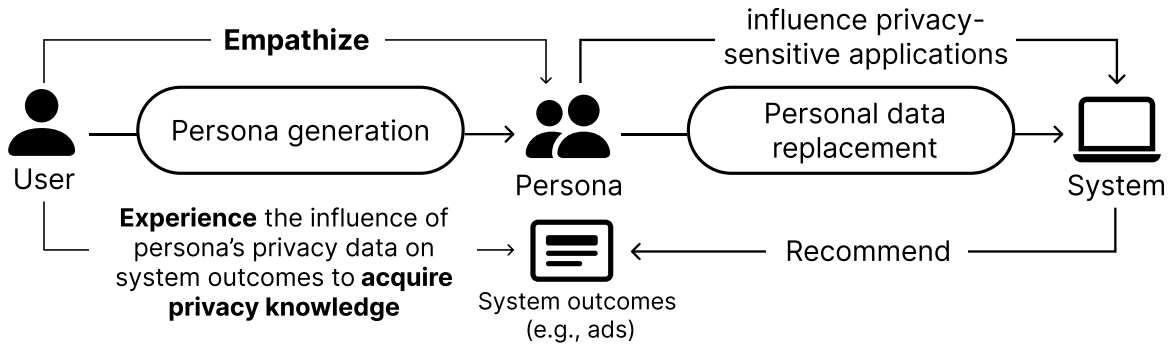 Empathize
influence privacy-
sensitive applications
Persona generation
Personal data
replacement
User
Persona
System
Experience the influence of
persona's privacy data on
system outcomes to acquire
privacy knowledge
Recommend
System outcomes
(e.g., ads)